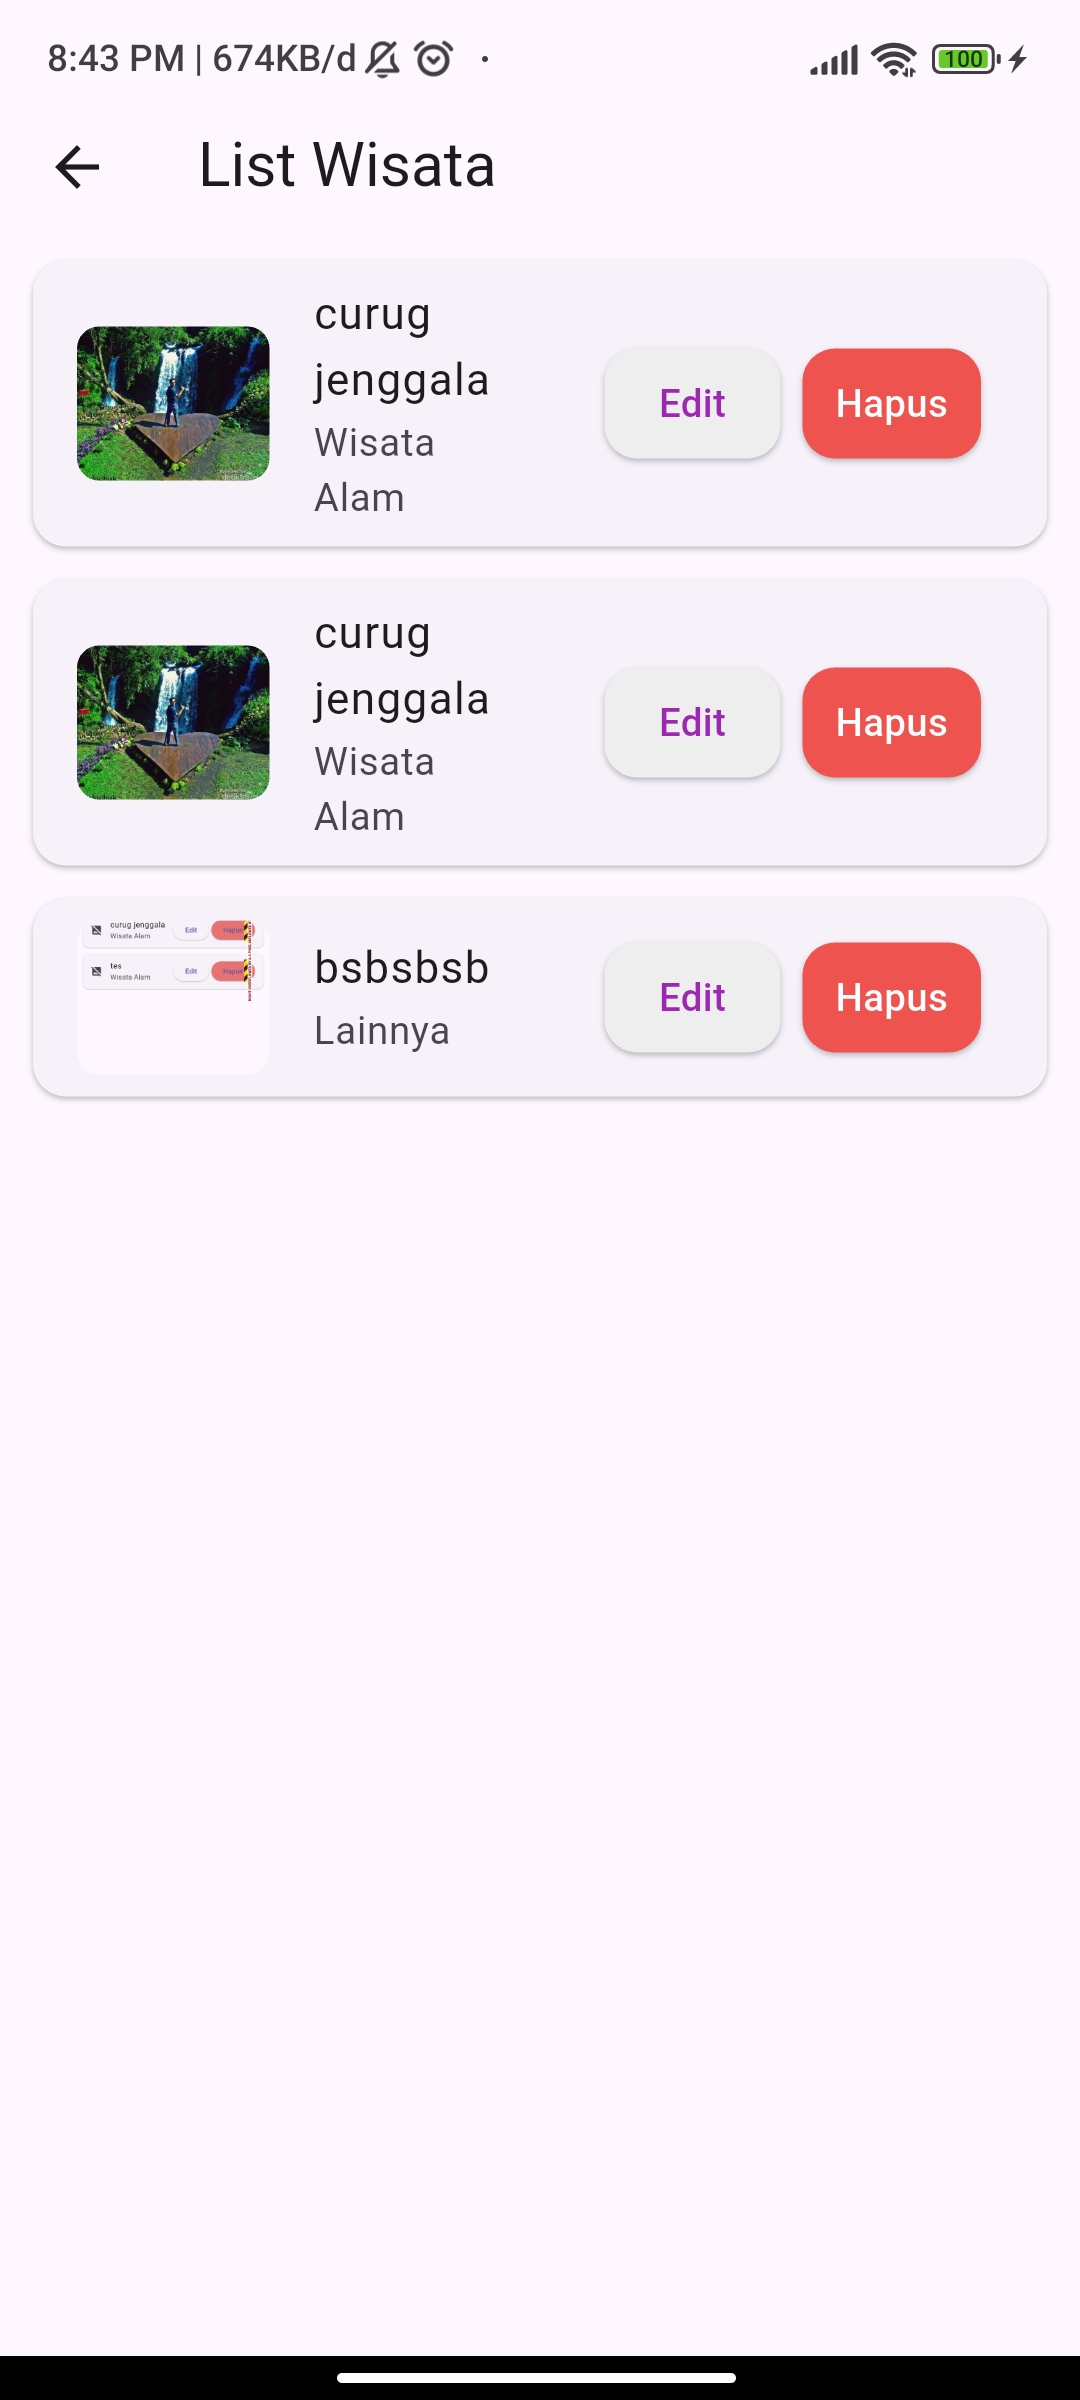 8:43 PM | 674KB/d
100
List Wisata
curug
jenggala
Wisata
Alam
Edit
Hapus
curug
jenggala
Wisata
Alam
Edit
Hapus
curug jenggala
Wisata Alam
Edit
Hapus
tes
Wisata Alam
Edit
Hapus
bsbsbsb
Lainnya
Edit
Hapus